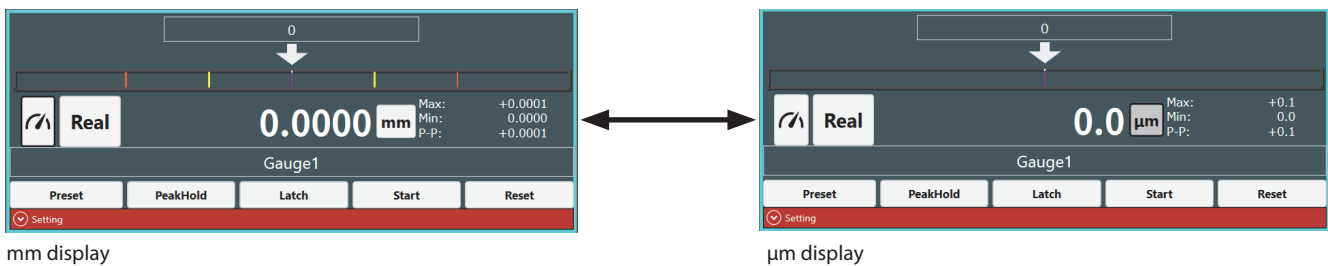 0
Real
0.0000 mm
Max: +0.0001
Min: 0.0000
P-P: +0.0001
Gauge1
Preset PeakHold Latch Start Reset
Setting
mm display
0
Real
0.0 µm
Max: +0.1
Min: 0.0
P-P: +0.1
Gauge1
Preset PeakHold Latch Start Reset
Setting
µm display